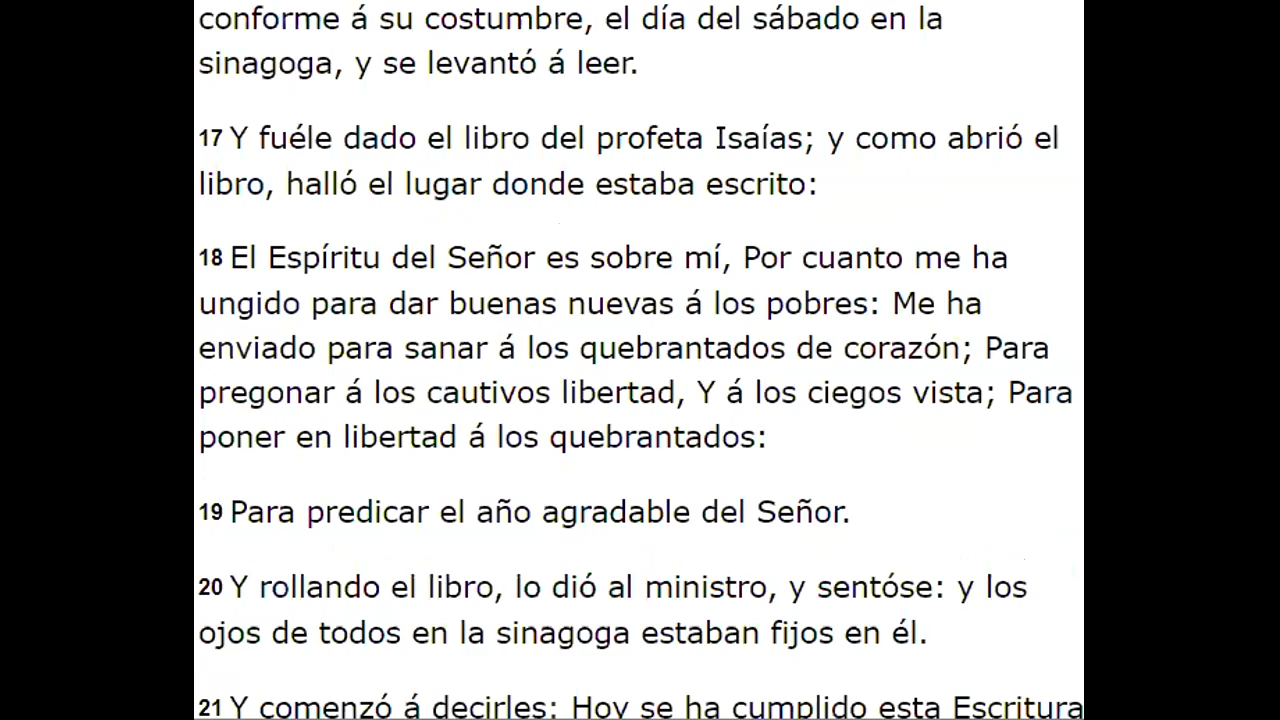 conforme á su costumbre, el día del sábado en la
sinagoga, y se levantó á leer.
17 Y fuéle dado el libro del profeta Isaías; y como abrió el
libro, halló el lugar donde estaba escrito:
18 El Espíritu del Señor es sobre mí, Por cuanto me ha
ungido para dar buenas nuevas á los pobres: Me ha
enviado para sanar á los quebrantados de corazón; Para
pregonar á los cautivos libertad, Y á los ciegos vista; Para
poner en libertad á los quebrantados:
19 Para predicar el año agradable del Señor.
20 Y rollando el libro, lo dió al ministro, y sentóse: y los
ojos de todos en la sinagoga estaban fijos en él.
21 Y comenzó á decirles: Hoy se ha cumplido esta Escritura